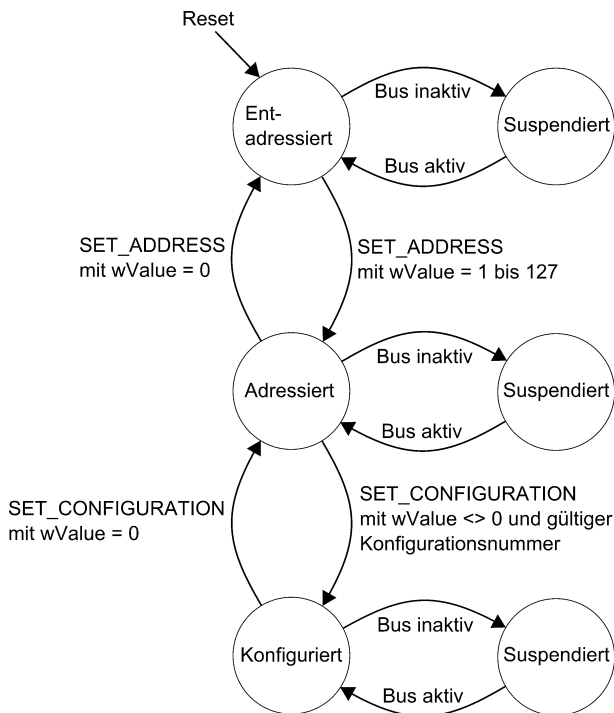 Reset
Bus inaktiv
Ent-
adressiert
Suspendiert
Bus aktiv
SET_ADDRESS
mit wValue = 0
SET_ADDRESS
mit wValue = 1 bis 127
Bus inaktiv
Adressiert
Suspendiert
Bus aktiv
SET_CONFIGURATION
mit wValue = 0
SET_CONFIGURATION
mit wValue <> 0 und gültiger
Konfigurationsnummer
Bus inaktiv
Konfiguriert
Suspendiert
Bus aktiv